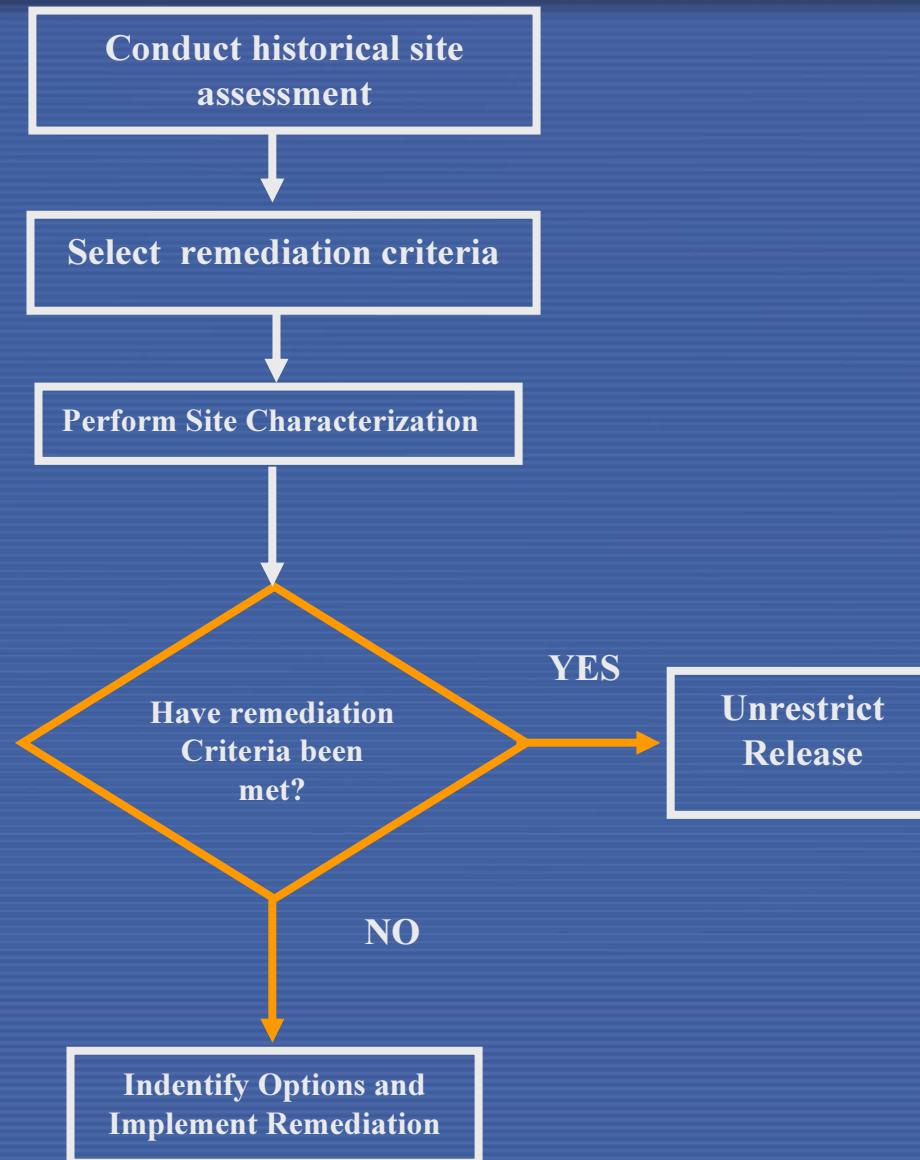 Conduct historical site
assessment
Select remediation criteria
Perform Site Characterization
Have remediation
Criteria been
met?
YES
Unrestrict
Release
NO
Indentify Options and
Implement Remediation